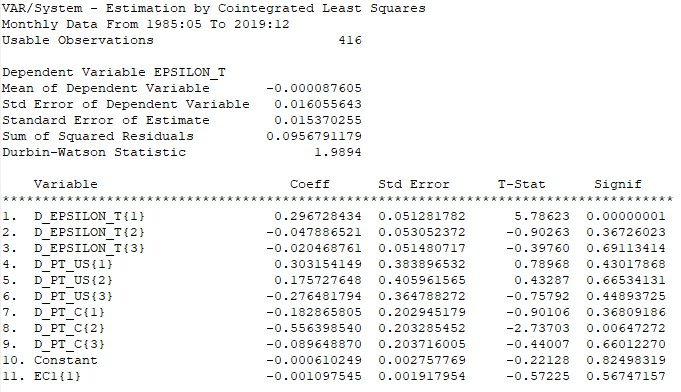 VAR/System - Estimation by Cointegrated Least Squares
Monthly Data From 1985:05 To 2019:12
Usable Observations 416
Dependent Variable EPSILON_T
Mean of Dependent Variable -0.000087605
Std Error of Dependent Variable 0.016055643
Standard Error of Estimate 0.015370255
Sum of Squared Residuals 0.0956791179
Durbin-Watson Statistic 1.9894
Variable Coeff Std Error T-Stat Signif
********************************************************************************
1. D_EPSILON_T{1} 0.296728434 0.051281782 5.78623 0.00000001
2. D_EPSILON_T{2} -0.047886521 0.053052372 -0.90263 0.36726023
3. D_EPSILON_T{3} -0.020468761 0.051480717 -0.39760 0.69113414
4. D_PT_US{1} 0.303154149 0.383896532 0.78968 0.43017868
5. D_PT_US{2} 0.175727648 0.405961565 0.43287 0.66534131
6. D_PT_US{3} -0.276481794 0.364788272 -0.75792 0.44893725
7. D_PT_C{1} -0.182865805 0.202945179 -0.90106 0.36809186
8. D_PT_C{2} -0.556398540 0.203285452 -2.73703 0.00647272
9. D_PT_C{3} -0.089648870 0.203716005 -0.44007 0.66012270
10. Constant -0.000610249 0.002757769 -0.22128 0.82498319
11. EC1{1} -0.001097545 0.001917954 -0.57225 0.56747157